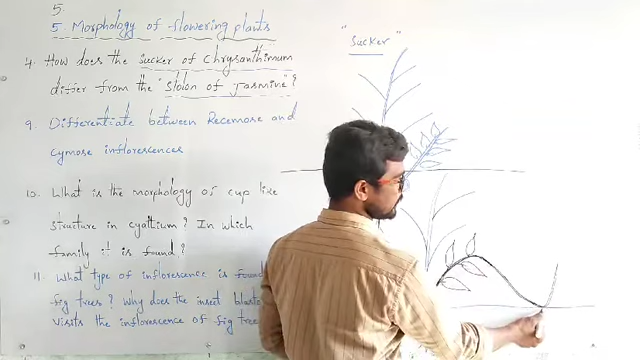 5
5 Morphology of flowering plants
4. How does the sucker of chrysanthimum
differ from the "Stolon of Jasmine"?
9. Differentiate between Recemose and
cymose inflorescences
10. What is the morphology of cup like
structure in cyathium? In which
family it is found?
11. What type of inflorescence is found
fig trees? Why does the insect
visits the inflorescence of fig tree
"Sucker"